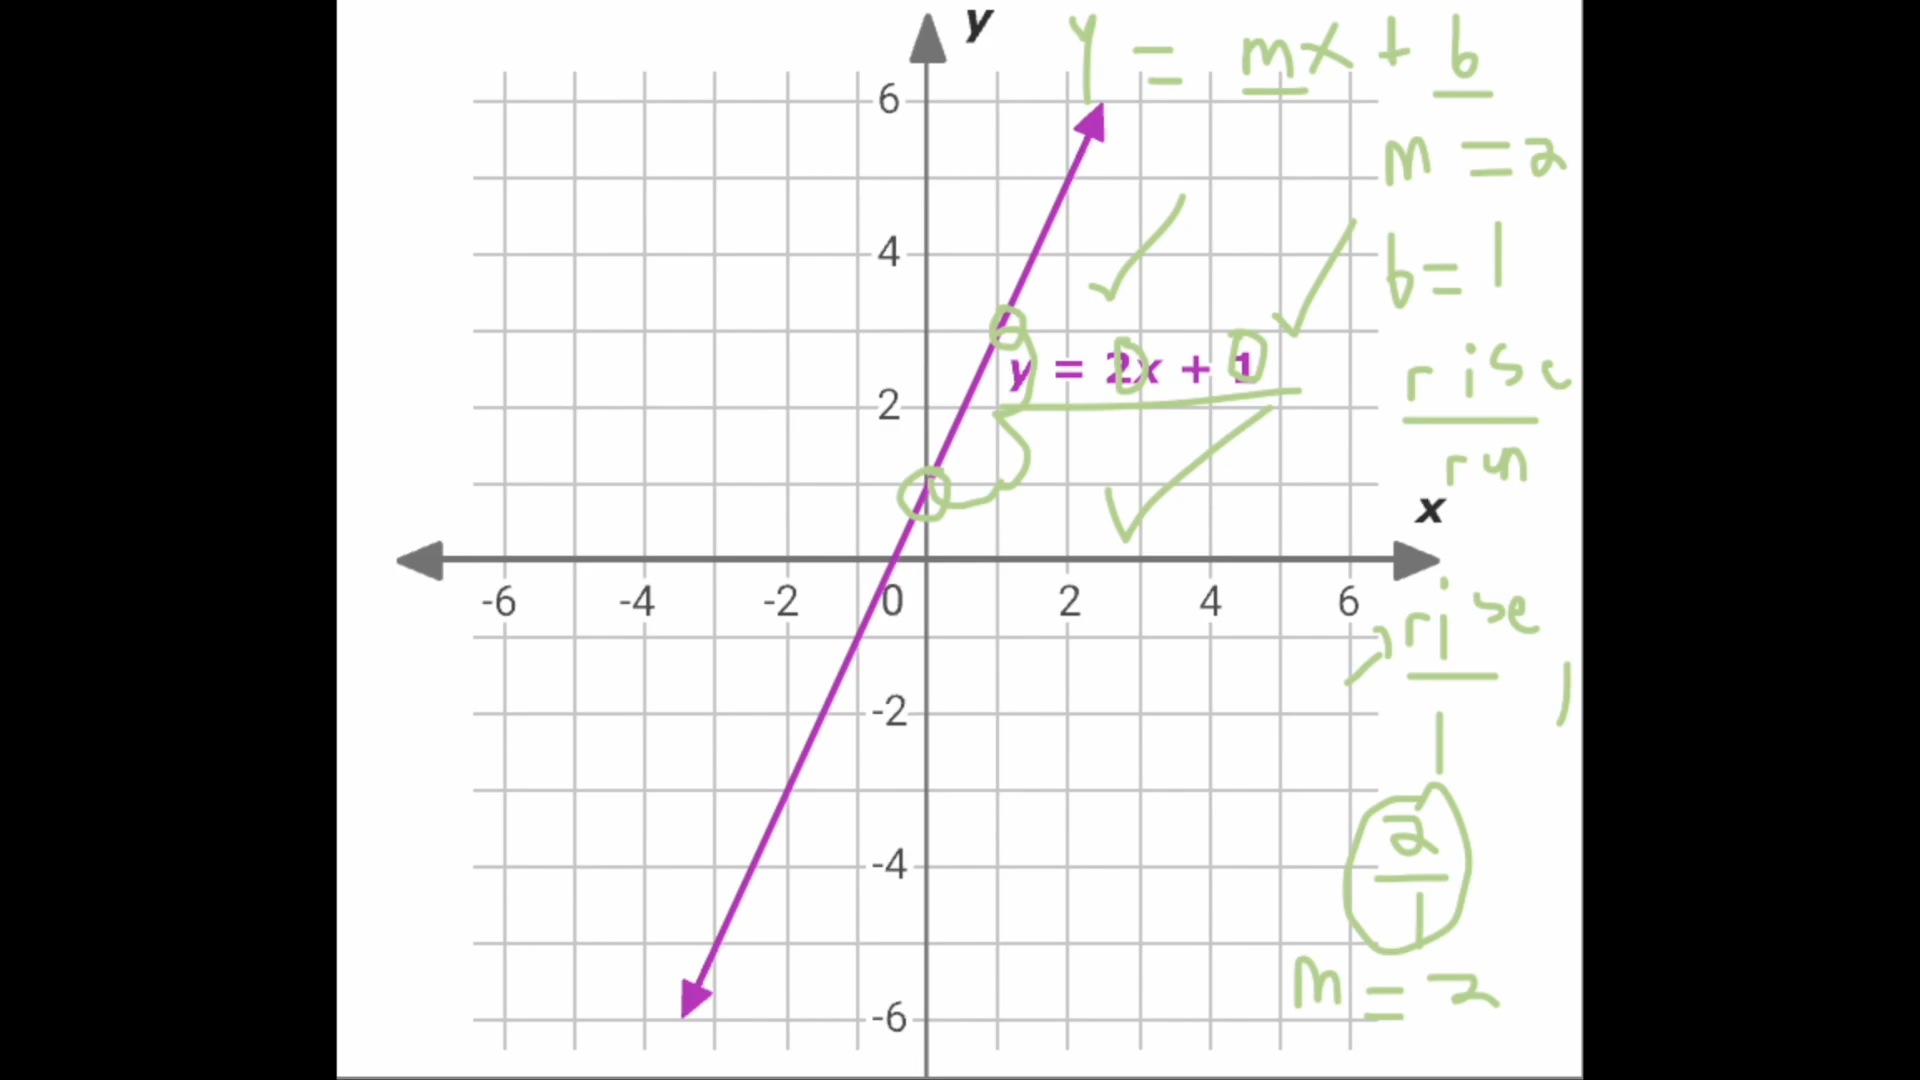 y
y = mx + b
6
m = 2
4
b = 1
y = 2x + 1
rise
run
2
x
-6 -4 -2 0 2 4 6
rise
1
-2
2
1
-4
m = 2
-6